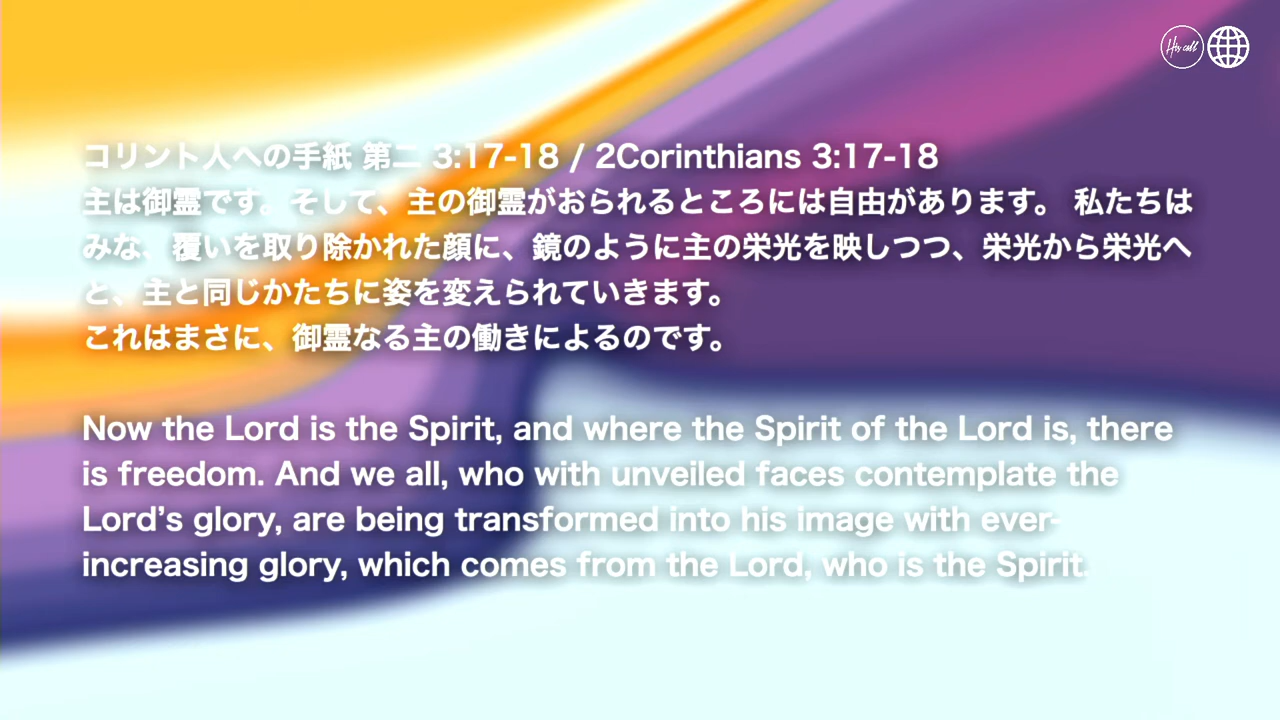 His call
コリント人への手紙 第二 3:17-18 / 2Corinthians 3:17-18
主は御霊です。そして、主の御霊がおられるところには自由があります。 私たちは
みな、覆いを取り除かれた顔に、鏡のように主の栄光を映しつつ、栄光から栄光へ
と、主と同じかたちに姿を変えられていきます。
これはまさに、御霊なる主の働きによるのです。
Now the Lord is the Spirit, and where the Spirit of the Lord is, there
is freedom. And we all, who with unveiled faces contemplate the
Lord’s glory, are being transformed into his image with ever-
increasing glory, which comes from the Lord, who is the Spirit.